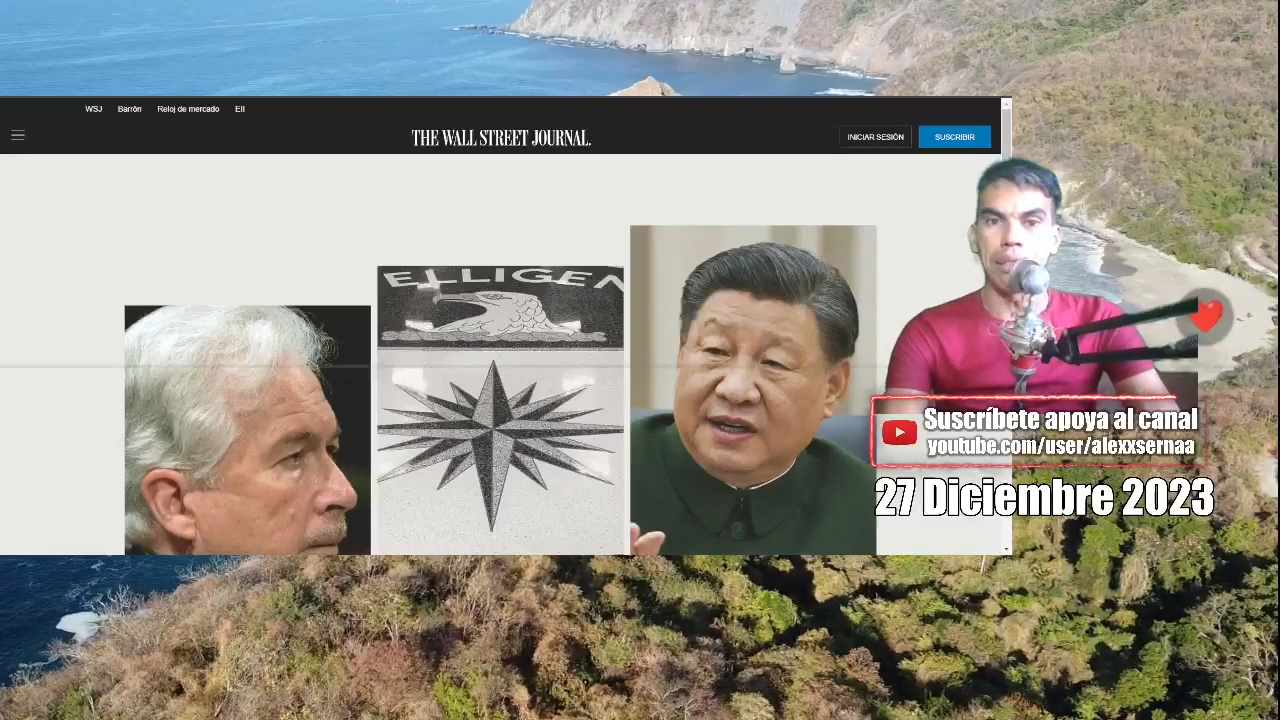 WSJ Barrón Reloj de mercado Ell
THE WALL STREET JOURNAL.
INICIAR SESIÓN
SUSCRIBIR
ELLIGEN
Suscríbete apoya al canal
youtube.com/user/alexxsernaa
27 Diciembre 2023